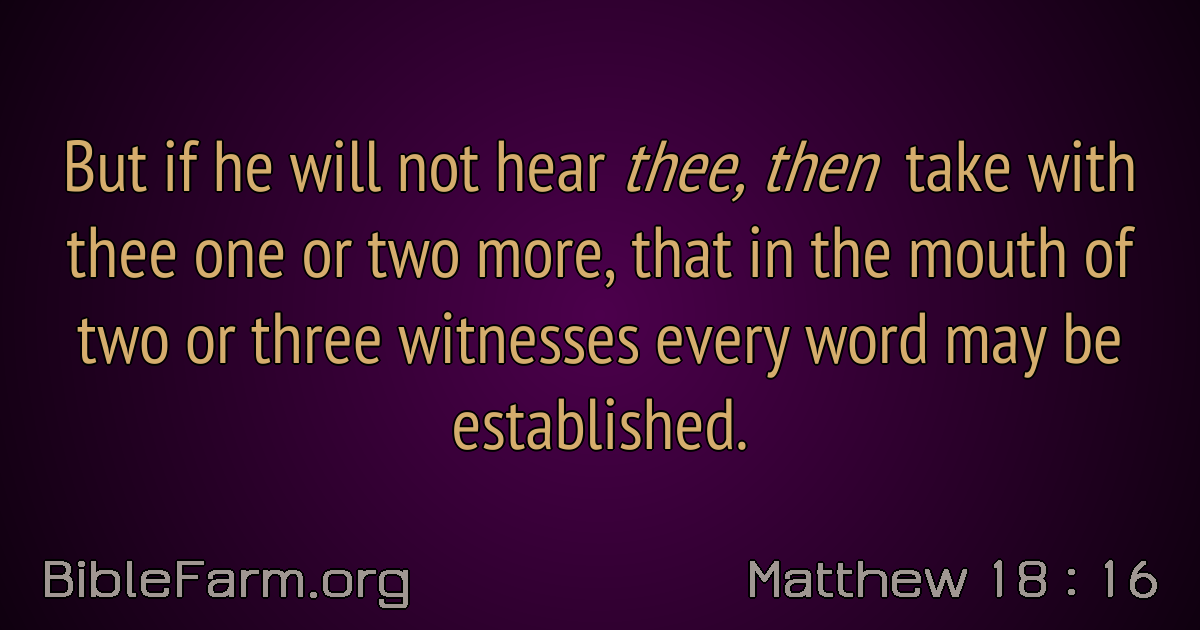 But if he will not hear thee, then take with
thee one or two more, that in the mouth of
two or three witnesses every word may be
established.
BibleFarm.org
Matthew 18 : 16